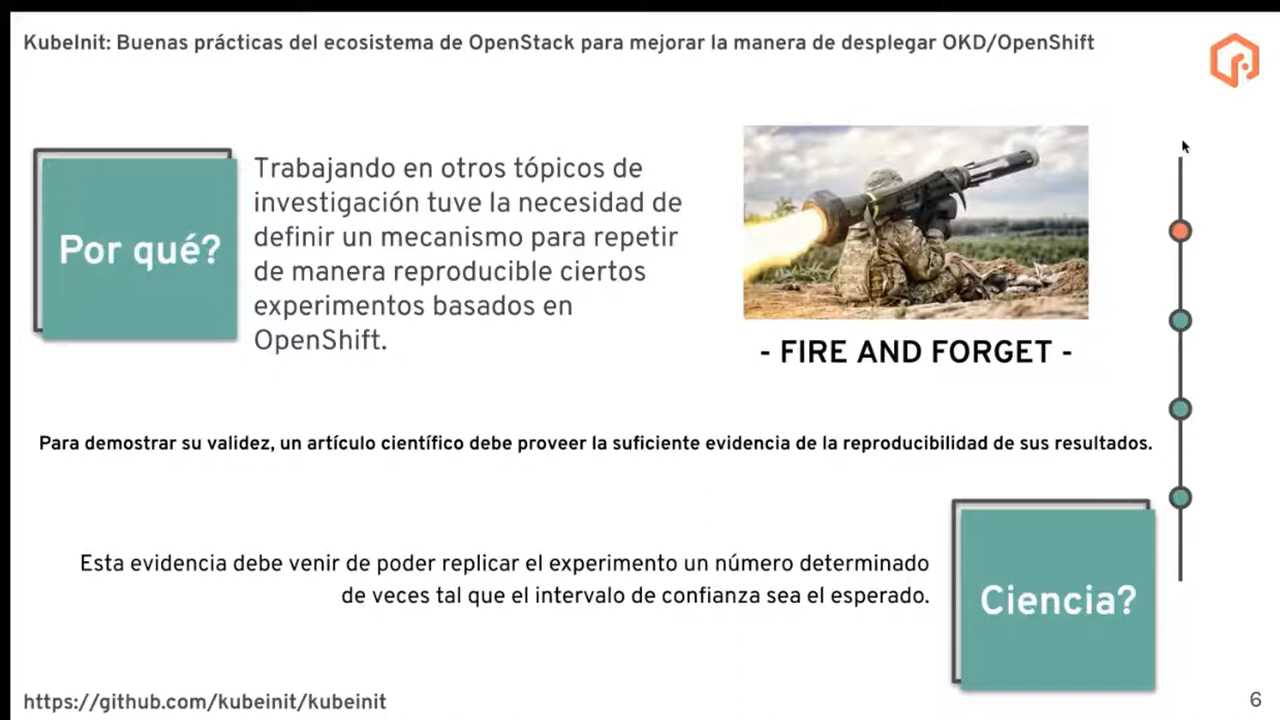 KubeInit: Buenas prácticas del ecosistema de OpenStack para mejorar la manera de desplegar OKD/OpenShift
Por qué?
Trabajando en otros tópicos de
investigación tuve la necesidad de
definir un mecanismo para repetir
de manera reproducible ciertos
experimentos basados en
OpenShift.
- FIRE AND FORGET -
Para demostrar su validez, un artículo científico debe proveer la suficiente evidencia de la reproducibilidad de sus resultados.
Esta evidencia debe venir de poder replicar el experimento un número determinado
de veces tal que el intervalo de confianza sea el esperado.
Ciencia?
https://github.com/kubeinit/kubeinit
6